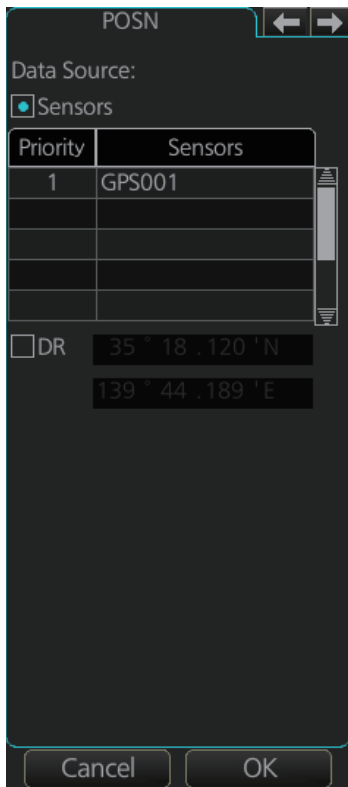 POSN
Data Source:
Sensors
Priority Sensors
1 GPS001
DR 35 ° 18 .120 'N
139 ° 44 .189 'E
Cancel OK